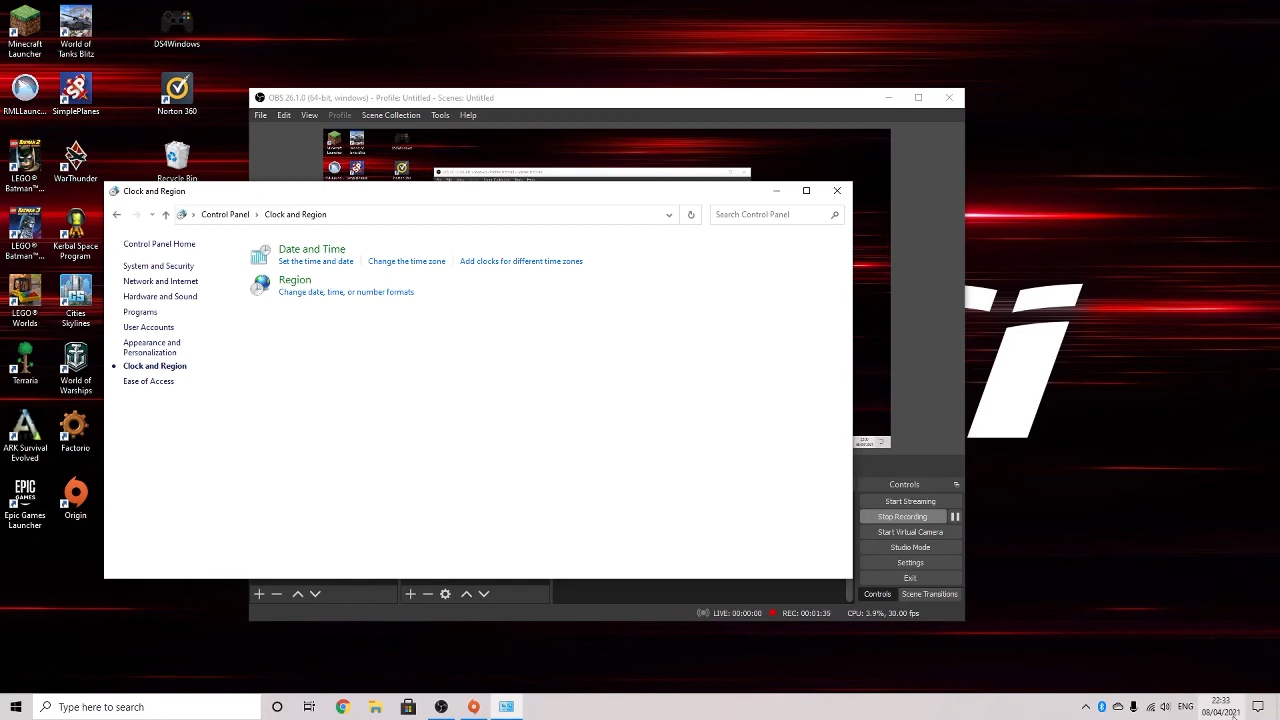 Minecraft Launcher
World of Tanks Blitz
DS4Windows
RMLLaunc...
SimplePlanes
Norton 360
LEGO® Batman™...
WarThunder
Recycle Bin
LEGO® Batman™...
Kerbal Space Program
LEGO® Worlds
Cities Skylines
Terraria
World of Warships
ARK Survival Evolved
Factorio
Epic Games Launcher
Origin
OBS 26.1.0 (64-bit, windows) - Profile: Untitled - Scenes: Untitled
File Edit View Profile Scene Collection Tools Help
Clock and Region
Control Panel > Clock and Region
Search Control Panel
Control Panel Home
System and Security
Network and Internet
Hardware and Sound
Programs
User Accounts
Appearance and
Personalization
Clock and Region
Ease of Access
Date and Time
Set the time and date Change the time zone Add clocks for different time zones
Region
Change date, time, or number formats
Controls
Start Streaming
Stop Recording
Start Virtual Camera
Studio Mode
Settings
Exit
Controls Scene Transitions
LIVE: 00:00:00 REC: 00:01:35 CPU: 3.9%, 30.00 fps
Type here to search
ENG
22:33
08/04/2021